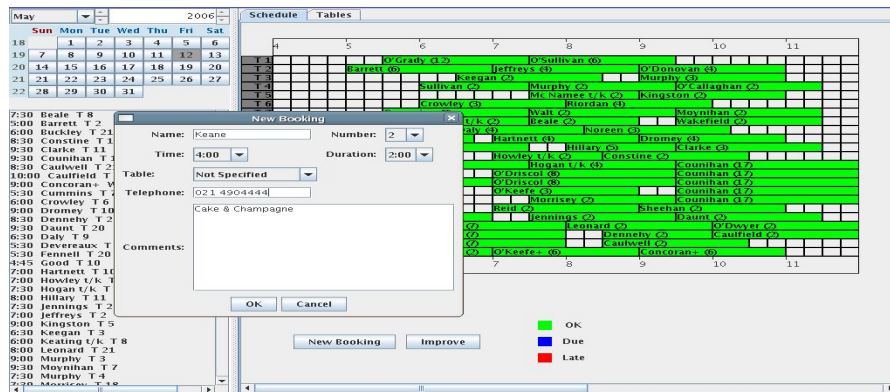 May 2006
Sun Mon Tue Wed Thu Fri Sat
18 1 2 3 4 5 6
19 7 8 9 10 11 12 13
20 14 15 16 17 18 19 20
21 21 22 23 24 25 26 27
22 28 29 30 31
7:30 Beale T 8
5:00 Barrett T 2
6:00 Buckley T 21
8:30 Constine T
9:30 Clarke T 11
9:30 Counihan T
8:30 Caulwell T
10:00 Caulfield T
9:00 Concoran+
5:30 Cummins T
6:00 Crowley T 6
9:00 Dromey T 10
8:30 Dennehy T 2
9:30 Daunt T 20
6:30 Daly T 9
5:30 Devereaux T
5:30 Fennell T 20
4:45 Good T 10
7:00 Hartnett T 10
7:00 Howley t/k T
7:30 Hogan t/k T
8:00 Hillary T 11
7:30 Jennings T 2
7:00 Jeffreys T 2
9:00 Kingston T 5
6:30 Keegan T 3
6:00 Keating t/k T 8
8:00 Leonard T 21
9:00 Murphy T 3
9:30 Moynihan T 7
7:30 Murphy T 4
7:30 Morrisey T 18
New Booking
Name: Keane Number: 2
Time: 4:00 Duration: 2:00
Table: Not Specified
Telephone: 021 4904444
Comments: Cake & Champagne
OK Cancel
Schedule Tables
4 5 6 7 8 9 10 11
T 1 O'Grady (12) O'Sullivan (6)
T 2 Barrett (6) Jeffreys (4) O'Donovan (4)
T 3 Keegan (2) Murphy (3)
T 4 Sullivan (2) Murphy (2) O'Callaghan (2)
T 5 Mc Namee t/k (2) Kingston (2)
T 6 Crowley (3) Riordan (4)
Walt (2) Moynihan (2)
t/k (2) Beale (2) Wakefield (2)
(4) Noreen (3)
Hartnett (4) Dromey (4)
Hillary (5) Clarke (3)
Howley t/k (2) Constine (2)
Hogan t/k (4) Counihan (17)
O'Driscol (8) Counihan (17)
O'Driscol (8) Counihan (17)
O'Keefe (3) Counihan (17)
Morrisey (2) Counihan (17)
Reid (2) Sheehan (2)
Jennings (2) Daunt (2)
(7) Leonard (2) O'Dwyer (2)
(7) Dennehy (2) Caulfield (2)
(7) Caulwell (2)
(2) O'Keefe+ (6) Concoran+ (6)
7 8 9 10 11
New Booking Improve
OK
Due
Late